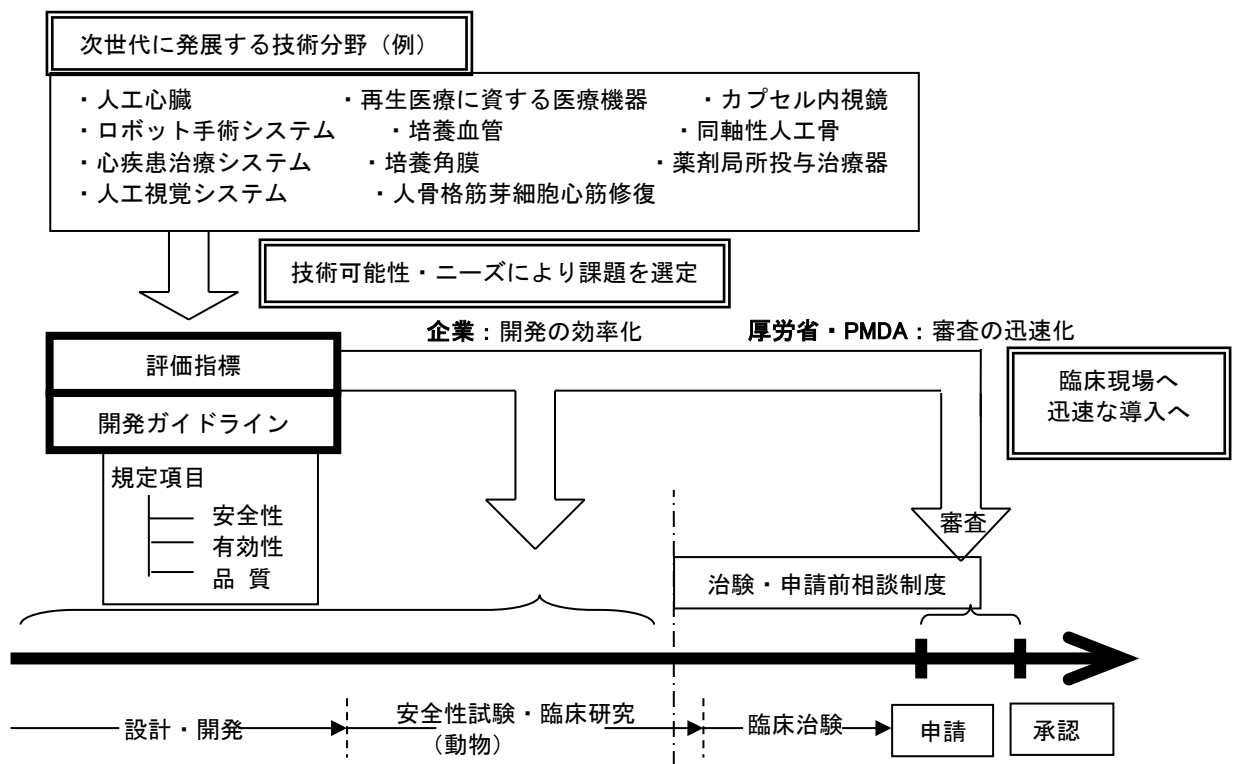 次世代に発展する技術分野（例）
・人工心臓　・再生医療に資する医療機器　・カプセル内視鏡
・ロボット手術システム　・培養血管　・同軸性人工骨
・心疾患治療システム　・培養角膜　・薬剤局所投与治療器
・人工視覚システム　・人骨格筋芽細胞心筋修復
技術可能性・ニーズにより課題を選定
企業：開発の効率化　厚労省・PMDA：審査の迅速化
評価指標
開発ガイドライン
臨床現場へ
迅速な導入へ
規定項目
安全性
有効性
品 質
審査
治験・申請前相談制度
設計・開発
安全性試験・臨床研究
（動物）
臨床治験
申請
承認